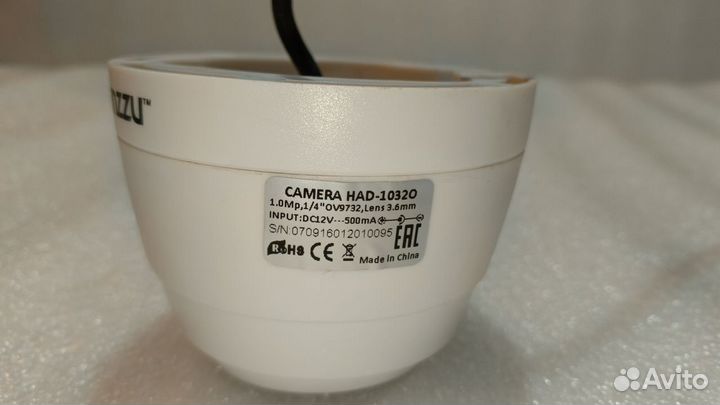 nzzu™
CAMERA HAD-1032O
1.0Mp,1/4"OV9732,Lens 3.6mm
INPUT:DC12V---500mA
S/N:070916012010095 EAC
RoHS CE
Made in China
Avito